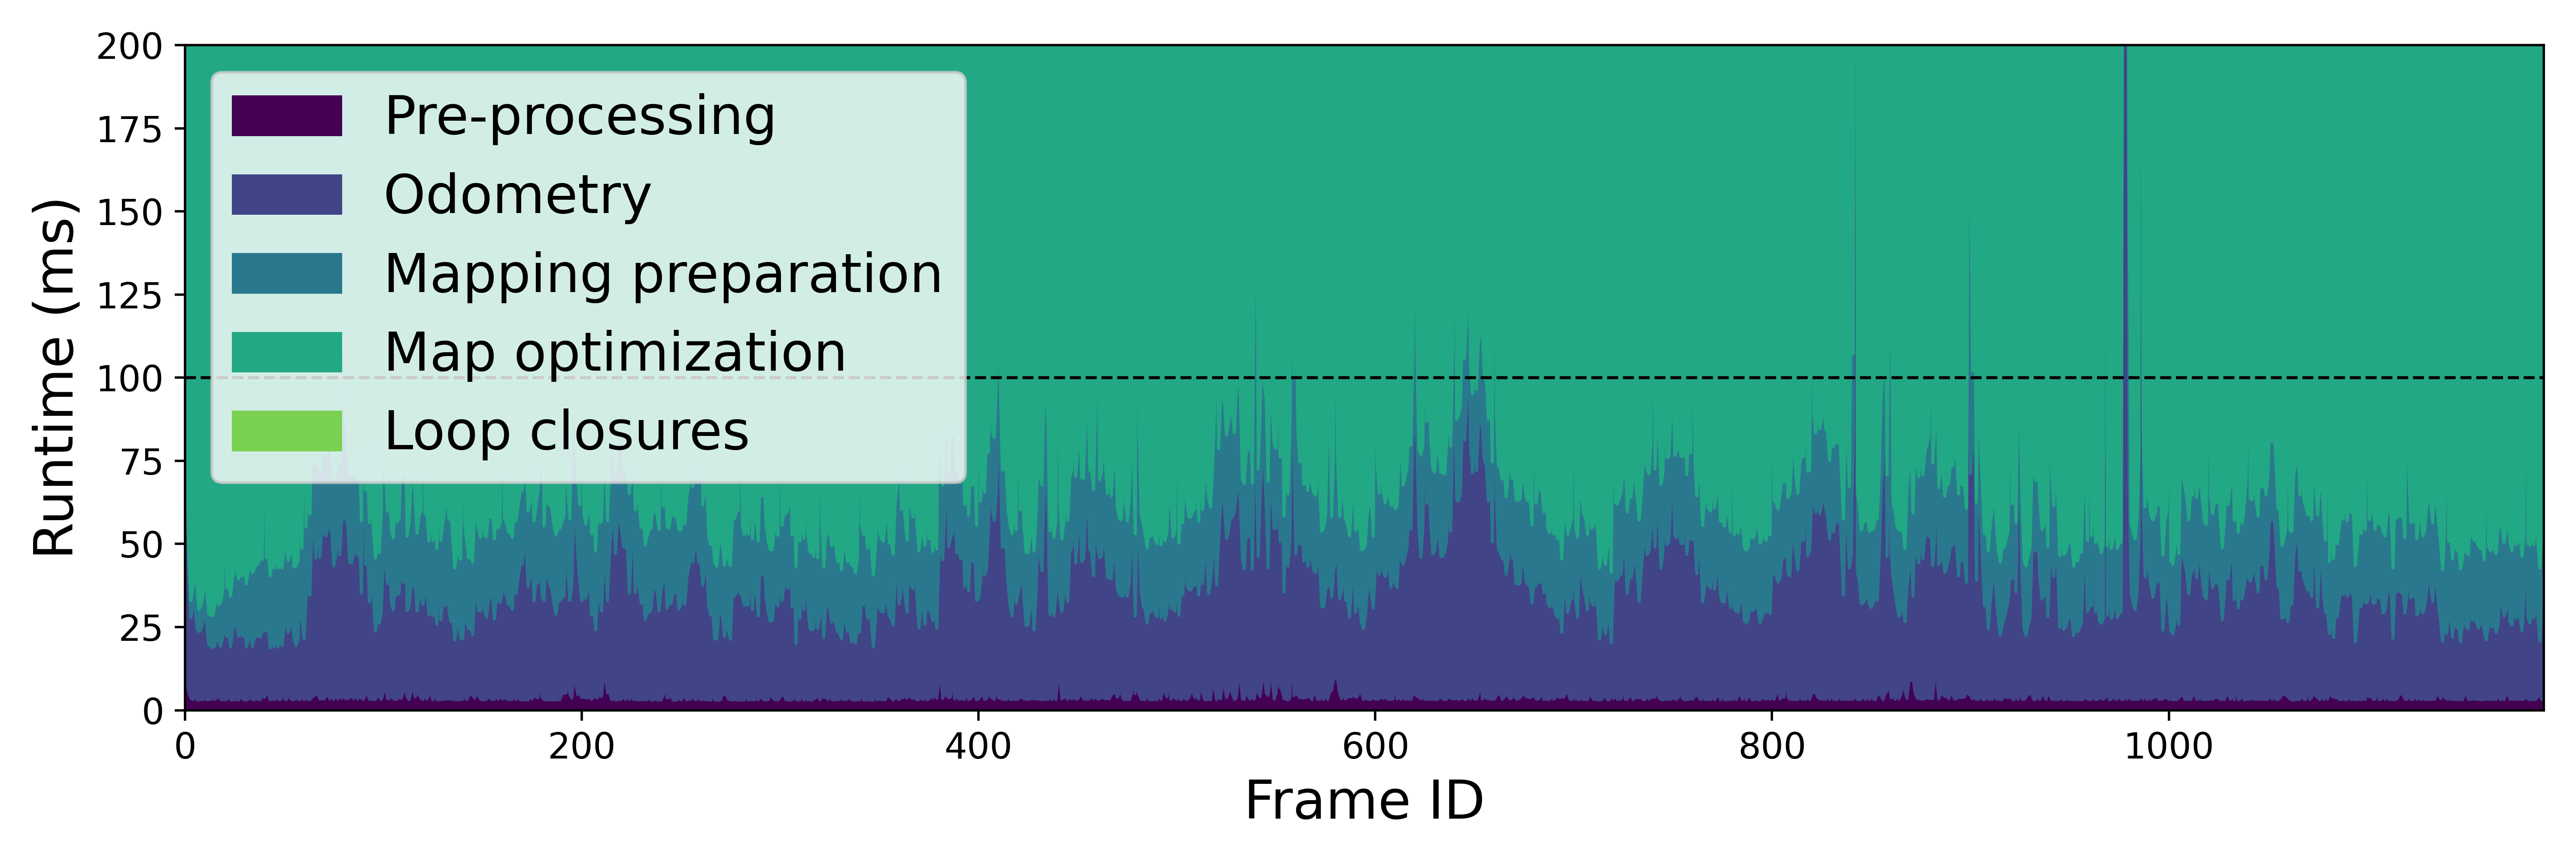 200
175
150
125
100
75
50
25
0
Runtime (ms)
Pre-processing
Odometry
Mapping preparation
Map optimization
Loop closures
0 200 400 600 800 1000
Frame ID